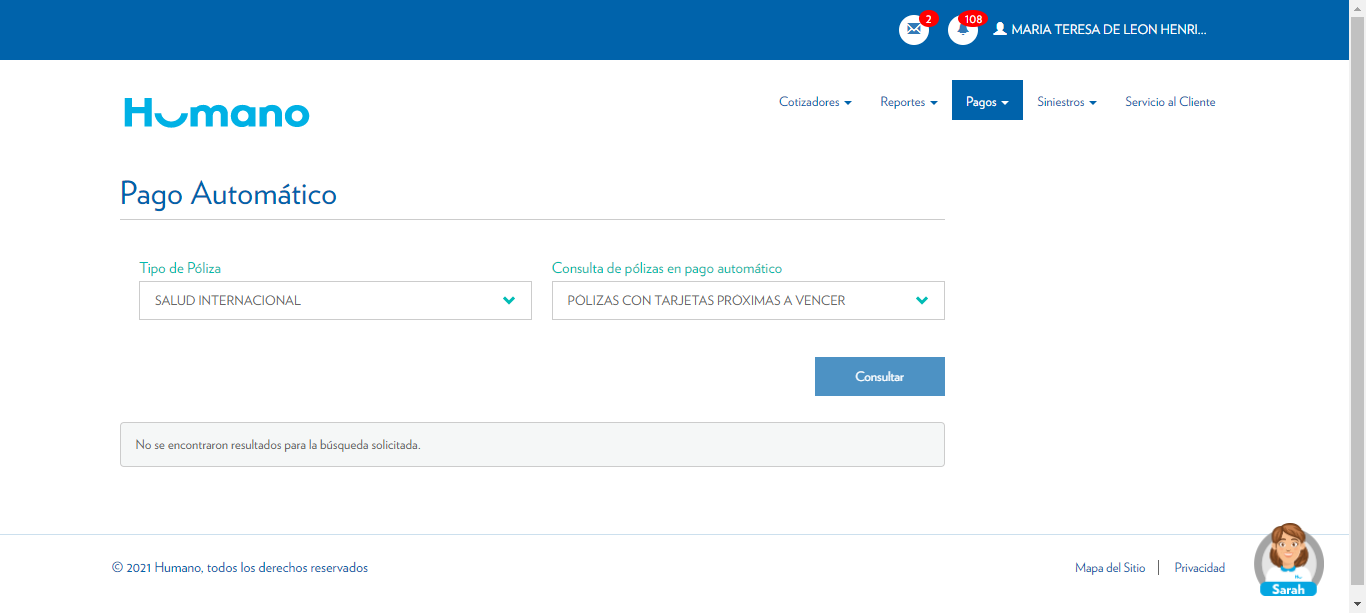 2
108
MARIA TERESA DE LEON HENRI...
Humano
Cotizadores
Reportes
Pagos
Siniestros
Servicio al Cliente
Pago Automático
Tipo de Póliza
Consulta de pólizas en pago automático
SALUD INTERNACIONAL
POLIZAS CON TARJETAS PROXIMAS A VENCER
Consultar
No se encontraron resultados para la búsqueda solicitada.
© 2021 Humano, todos los derechos reservados
Mapa del Sitio
Privacidad
Sarah